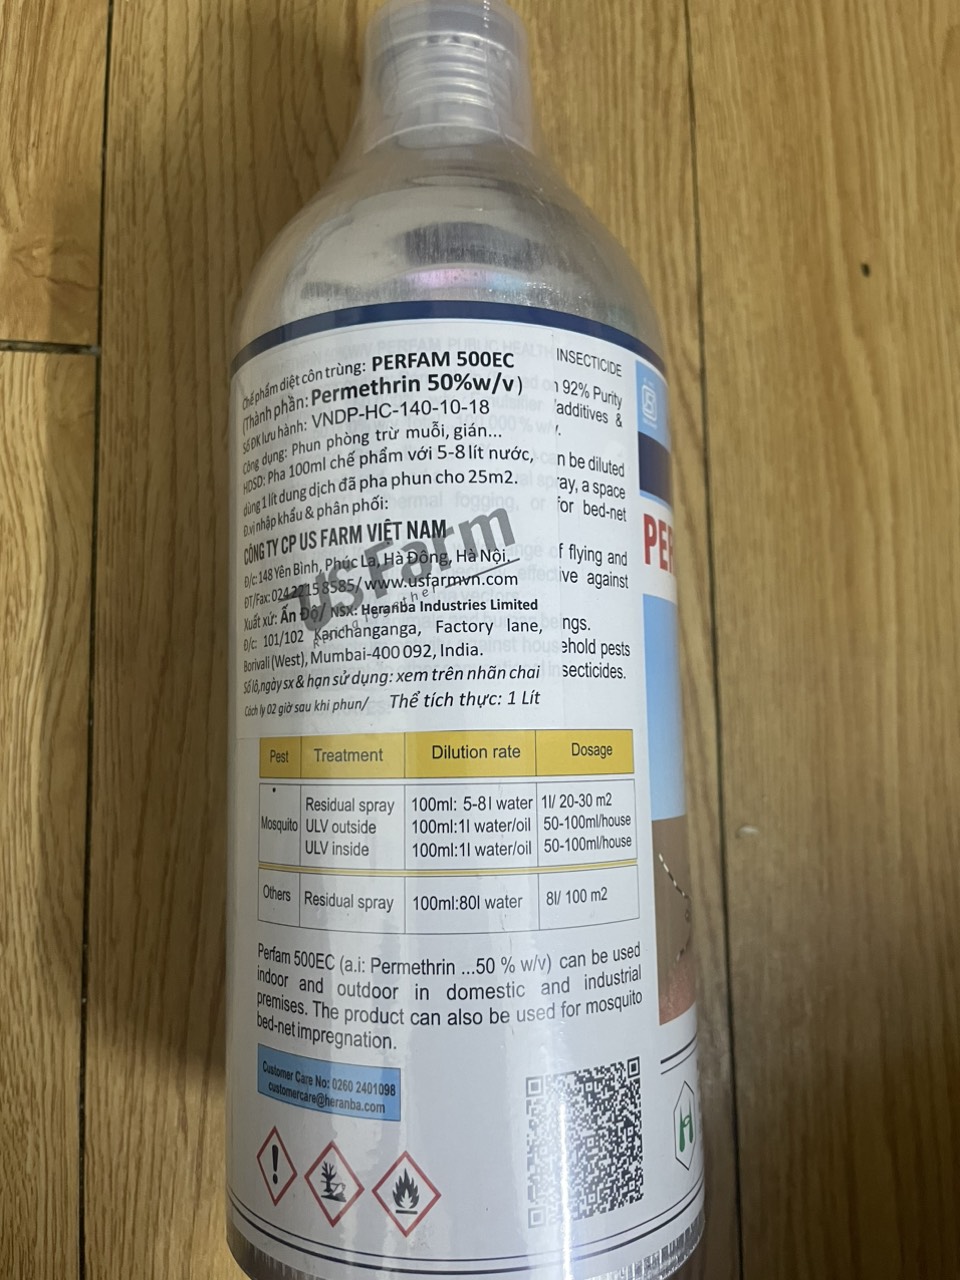 Chế phẩm diệt côn trùng: PERFAM 500EC
(Thành phần: Permethrin 50%w/v)
Số ĐK lưu hành: VNDP-HC-140-10-18
Công dụng: Phun phòng trừ muỗi, gián...
HDSD: Pha 100ml chế phẩm với 5-8 lít nước,
dùng 1 lít dung dịch đã pha phun cho 25m2.
Đ.vị nhập khẩu & phân phối:
CÔNG TY CP US FARM VIỆT NAM
Đ/c: 148 Yên Bình, Phúc La, Hà Đông, Hà Nội.
ĐT/Fax: 024 2215 8585/ www.usfarmvn.com
Xuất xứ: Ấn Độ/ NSX: Heranba Industries Limited
Đ/c: 101/102 Kanchanganga, Factory lane,
Borivali (West), Mumbai-400 092, India.
Số lô,ngày sx & hạn sử dụng: xem trên nhãn chai
Cách ly 02 giờ sau khi phun/ Thể tích thực: 1 Lít
US Farm
INSECTICIDE
92% Purity
additives &
n be diluted
ay, a space
for bed-net
f flying and
ive against
ngs.
ehold pests
secticides.
PER
Pest Treatment Dilution rate Dosage
Mosquito
Residual spray 100ml: 5-8l water 1l/ 20-30 m2
ULV outside 100ml:1l water/oil 50-100ml/house
ULV inside 100ml:1l water/oil 50-100ml/house
Others Residual spray 100ml:80l water 8l/ 100 m2
Perfam 500EC (a.i: Permethrin ...50 % w/v) can be used
indoor and outdoor in domestic and industrial
premises. The product can also be used for mosquito
bed-net impregnation.
Customer Care No: 0260 2401098
customercare@heranba.com